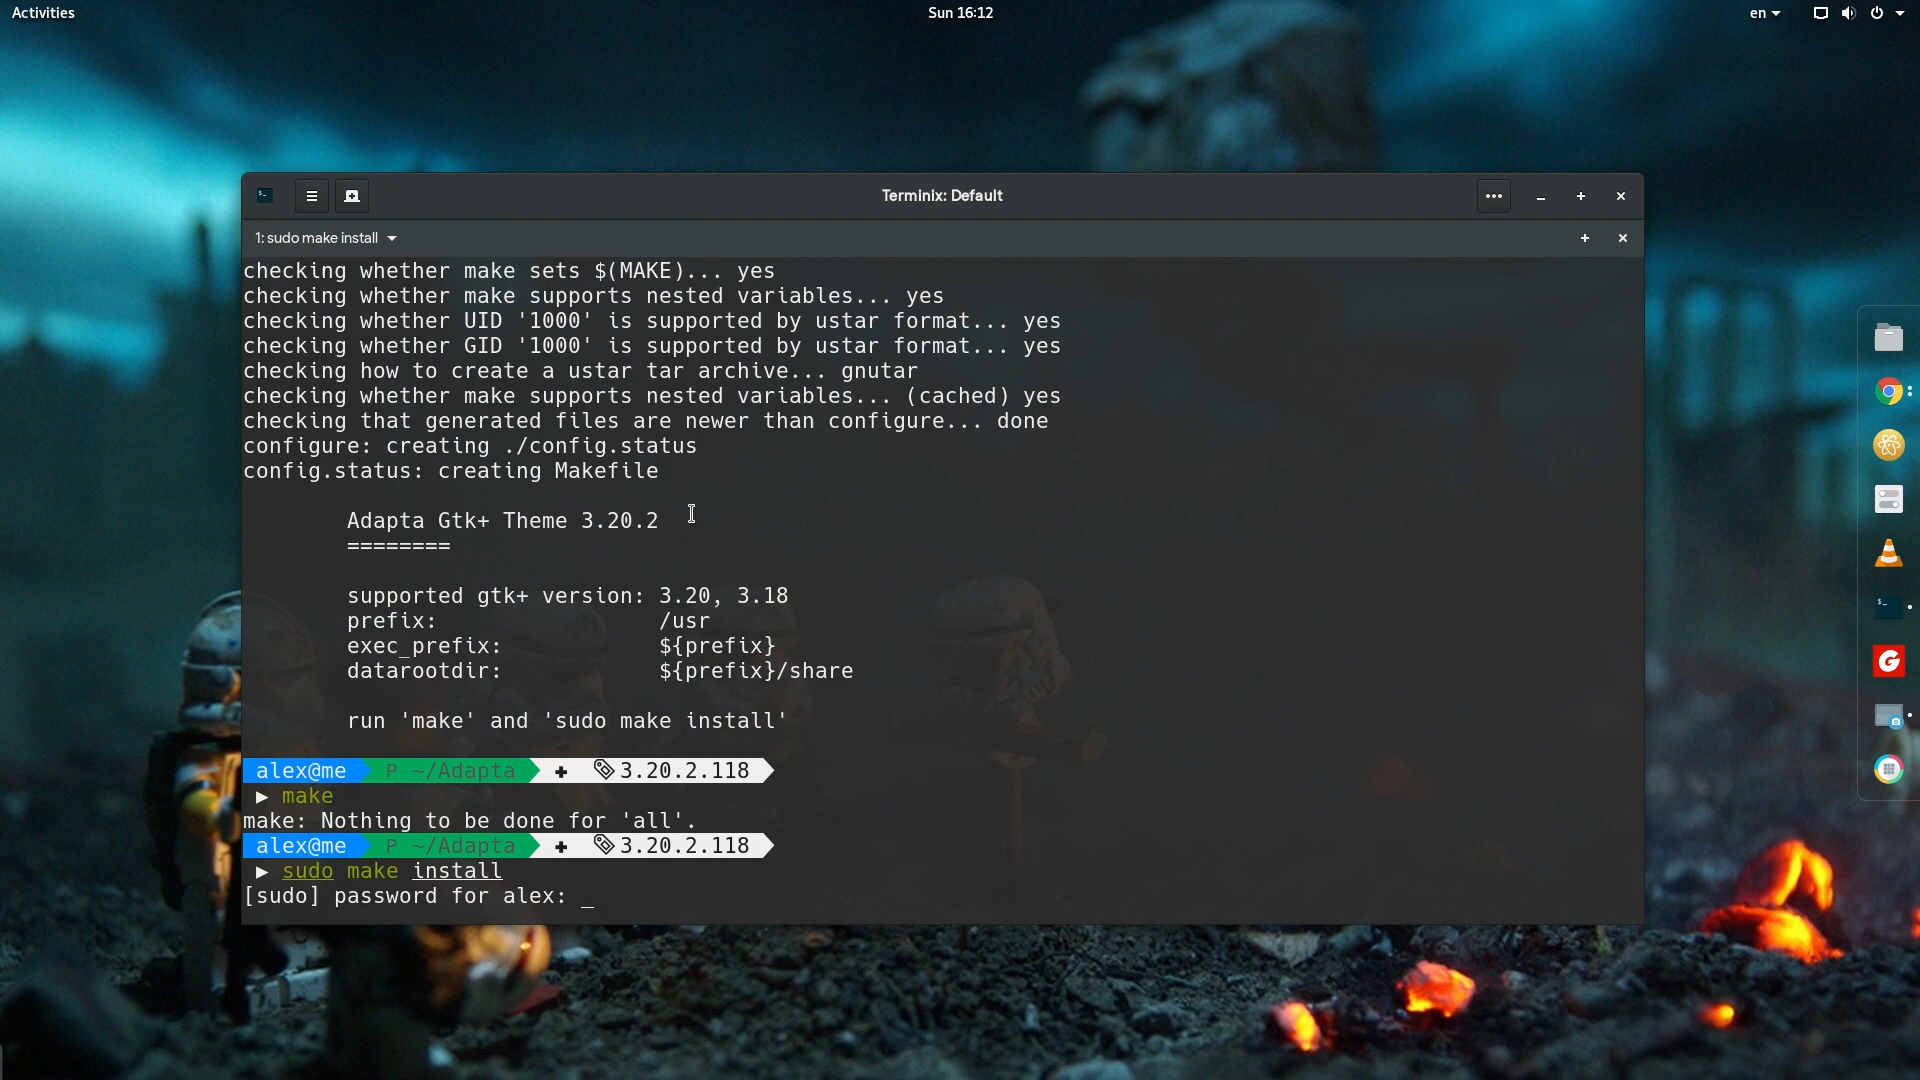 Activities
Sun 16:12
en
Terminix: Default
1: sudo make install
checking whether make sets $(MAKE)... yes
checking whether make supports nested variables... yes
checking whether UID '1000' is supported by ustar format... yes
checking whether GID '1000' is supported by ustar format... yes
checking how to create a ustar tar archive... gnutar
checking whether make supports nested variables... (cached) yes
checking that generated files are newer than configure... done
configure: creating ./config.status
config.status: creating Makefile
Adapta Gtk+ Theme 3.20.2
========
supported gtk+ version: 3.20, 3.18
prefix: /usr
exec_prefix: ${prefix}
datarootdir: ${prefix}/share
run 'make' and 'sudo make install'
alex@me P ~/Adapta + 3.20.2.118
▶ make
make: Nothing to be done for 'all'.
alex@me P ~/Adapta + 3.20.2.118
▶ sudo make install
[sudo] password for alex: _